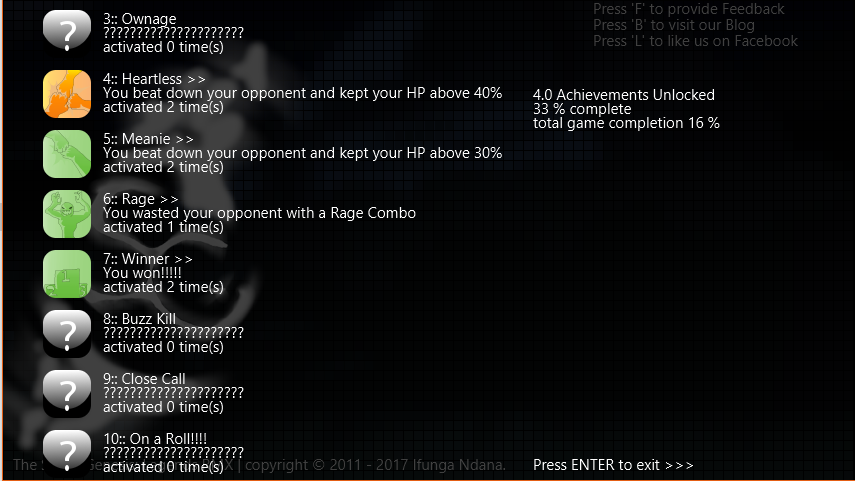 Press 'F' to provide Feedback
Press 'B' to visit our Blog
Press 'L' to like us on Facebook
3:: Ownage
?????????????????????
activated 0 time(s)
4:: Heartless >>
You beat down your opponent and kept your HP above 40%
activated 2 time(s)
5:: Meanie >>
You beat down your opponent and kept your HP above 30%
activated 2 time(s)
6:: Rage >>
You wasted your opponent with a Rage Combo
activated 1 time(s)
7:: Winner >>
You won!!!!!
activated 2 time(s)
8:: Buzz Kill
?????????????????????
activated 0 time(s)
9:: Close Call
?????????????????????
activated 0 time(s)
10:: On a Roll!!!!
?????????????????????
activated 0 time(s)
4.0 Achievements Unlocked
33 % complete
total game completion 16 %
The | copyright © 2011 - 2017 Ifunga Ndana.
Press ENTER to exit >>>